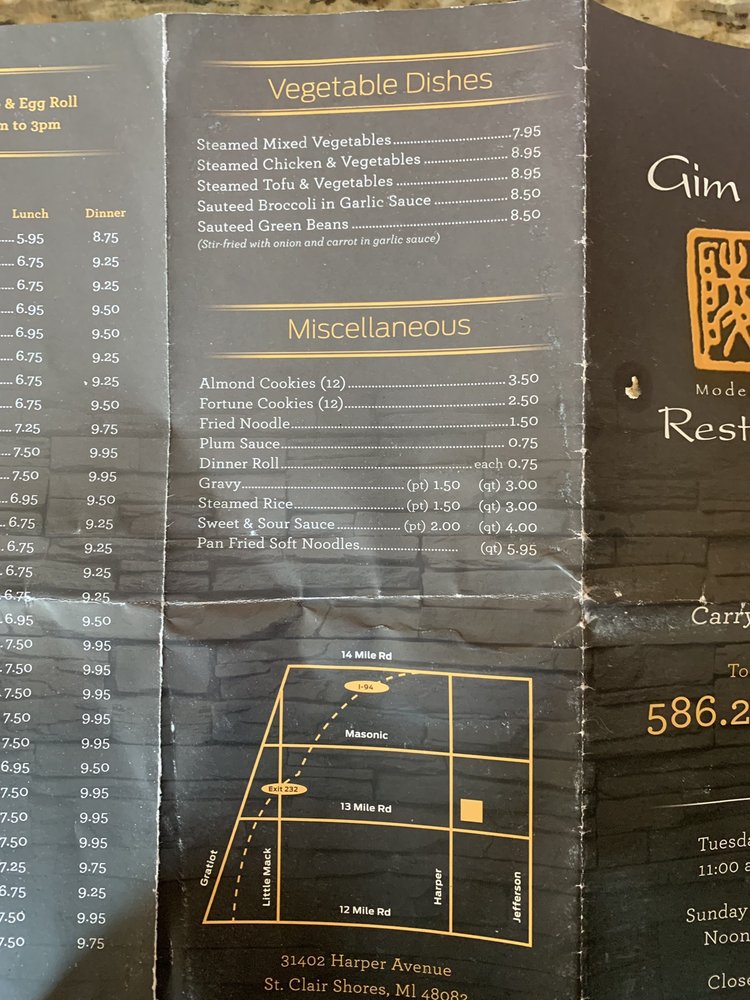 & Egg Roll
to 3pm
Lunch Dinner
5.95 8.75
6.75 9.25
6.75 9.25
6.95 9.50
6.95 9.50
6.75 9.25
6.75 9.25
6.75 9.50
7.25 9.75
7.50 9.95
7.50 9.95
6.95 9.50
6.75 9.25
6.75 9.25
6.75 9.25
6.75 9.25
6.95 9.50
7.50 9.95
7.50 9.95
7.50 9.95
7.50 9.95
7.50 9.95
6.95 9.50
7.50 9.95
7.50 9.95
7.50 9.95
7.25 9.75
6.75 9.25
7.50 9.95
7.50 9.75
Vegetable Dishes
Steamed Mixed Vegetables 7.95
Steamed Chicken & Vegetables 8.95
Steamed Tofu & Vegetables 8.95
Sauteed Broccoli in Garlic Sauce 8.50
Sauteed Green Beans 8.50
(Stir-fried with onion and carrot in garlic sauce)
Miscellaneous
Almond Cookies (12) 3.50
Fortune Cookies (12) 2.50
Fried Noodle 1.50
Plum Sauce 0.75
Dinner Roll each 0.75
Gravy (pt) 1.50 (qt) 3.00
Steamed Rice (pt) 1.50 (qt) 3.00
Sweet & Sour Sauce (pt) 2.00 (qt) 4.00
Pan Fried Soft Noodles (qt) 5.95
14 Mile Rd
I-94
Masonic
Exit 232
13 Mile Rd
Gratiot
Little Mack
Harper
Jefferson
12 Mile Rd
31402 Harper Avenue
St. Clair Shores, MI 48082
Gim
Mode
Rest
Carry
To
586.2
Tuesda
11:00 a
Sunday
Noon
Close